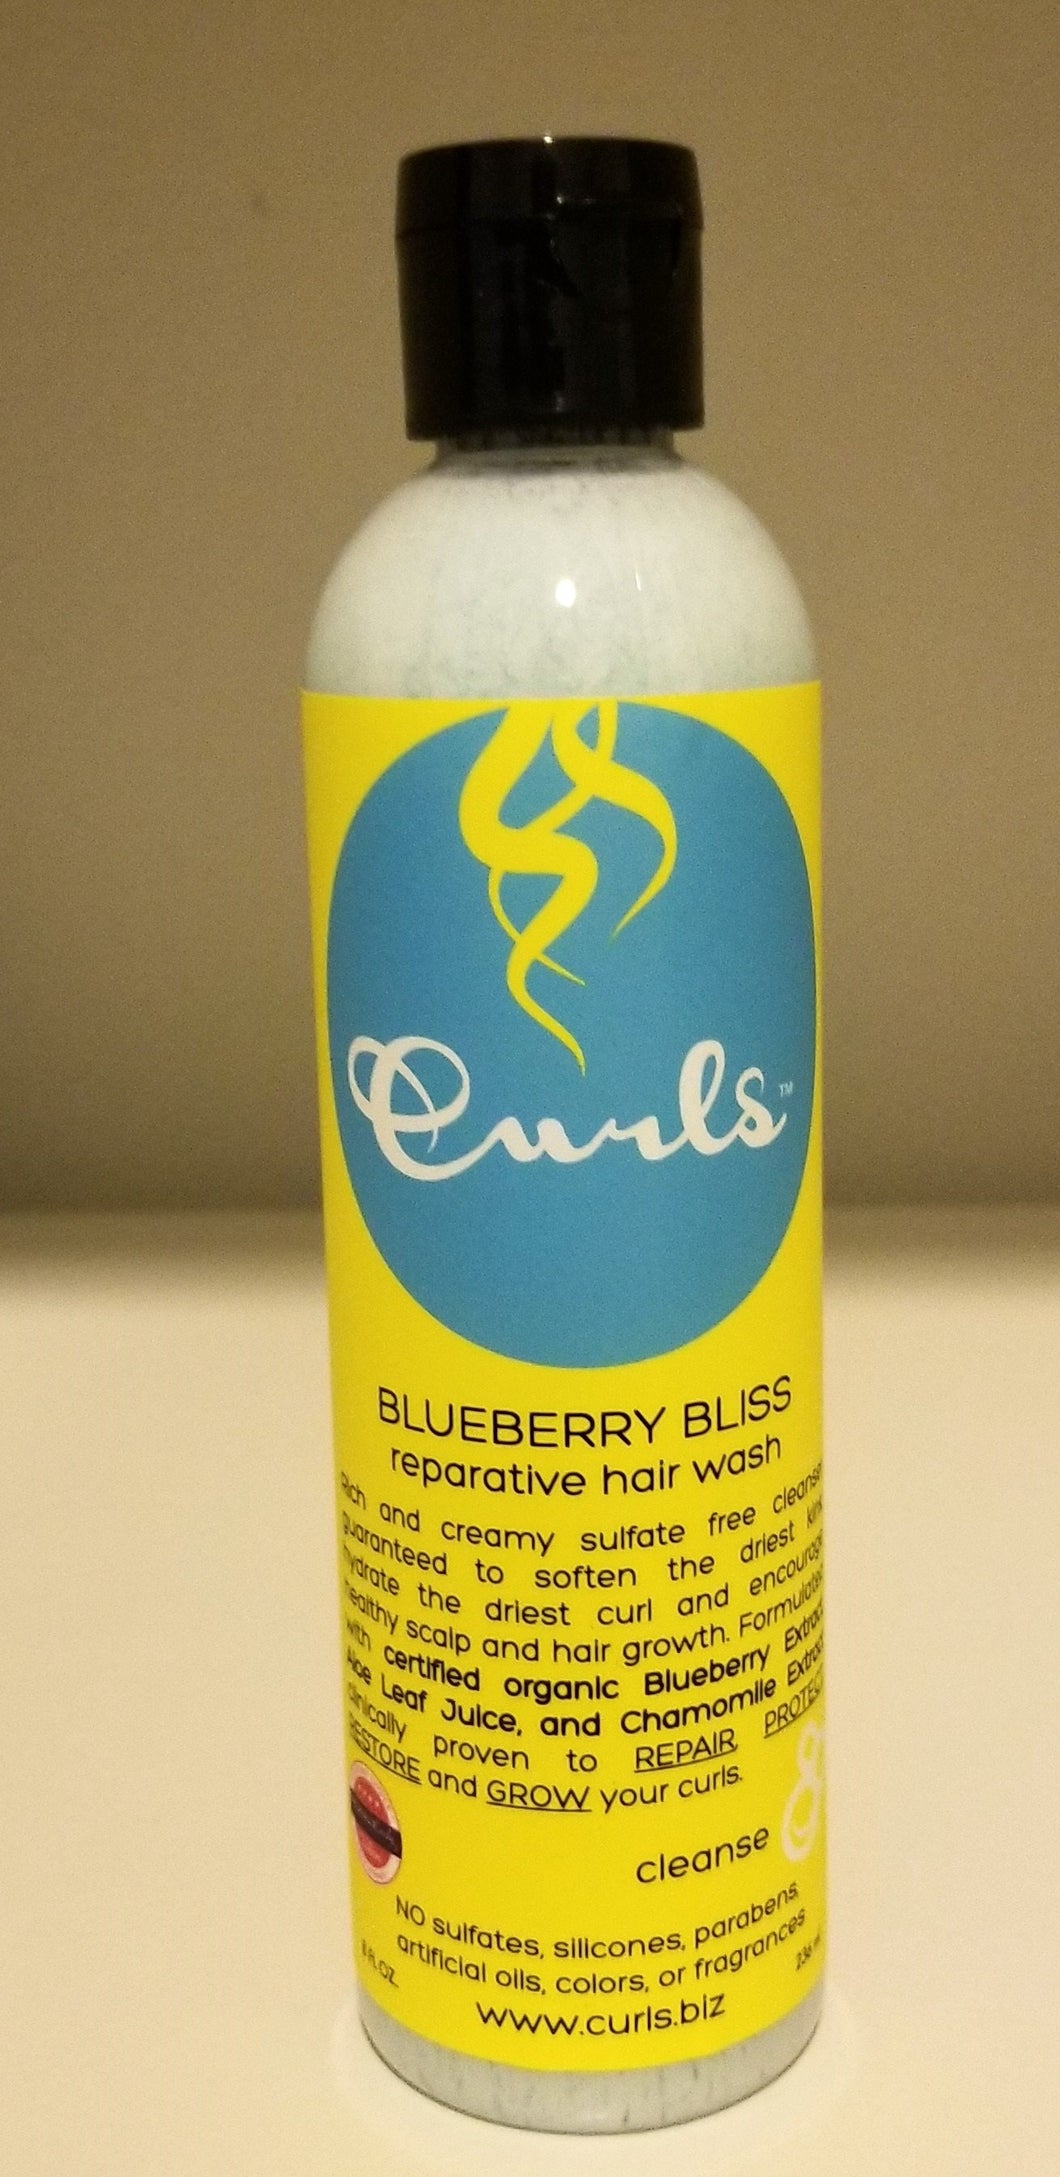 Curls™
BLUEBERRY BLISS
reparative hair wash
Rich and creamy sulfate free cleanser
guaranteed to soften the driest kink
hydrate the driest curl and encourage
healthy scalp and hair growth. Formulated
with certified organic Blueberry Extract
Aloe Leaf Juice, and Chamomile Extract
clinically proven to REPAIR, PROTECT
RESTORE and GROW your curls.
cleanse
NO sulfates, silicones, parabens,
artificial oils, colors, or fragrances
8 FL.OZ. 236 ml
www.curls.biz